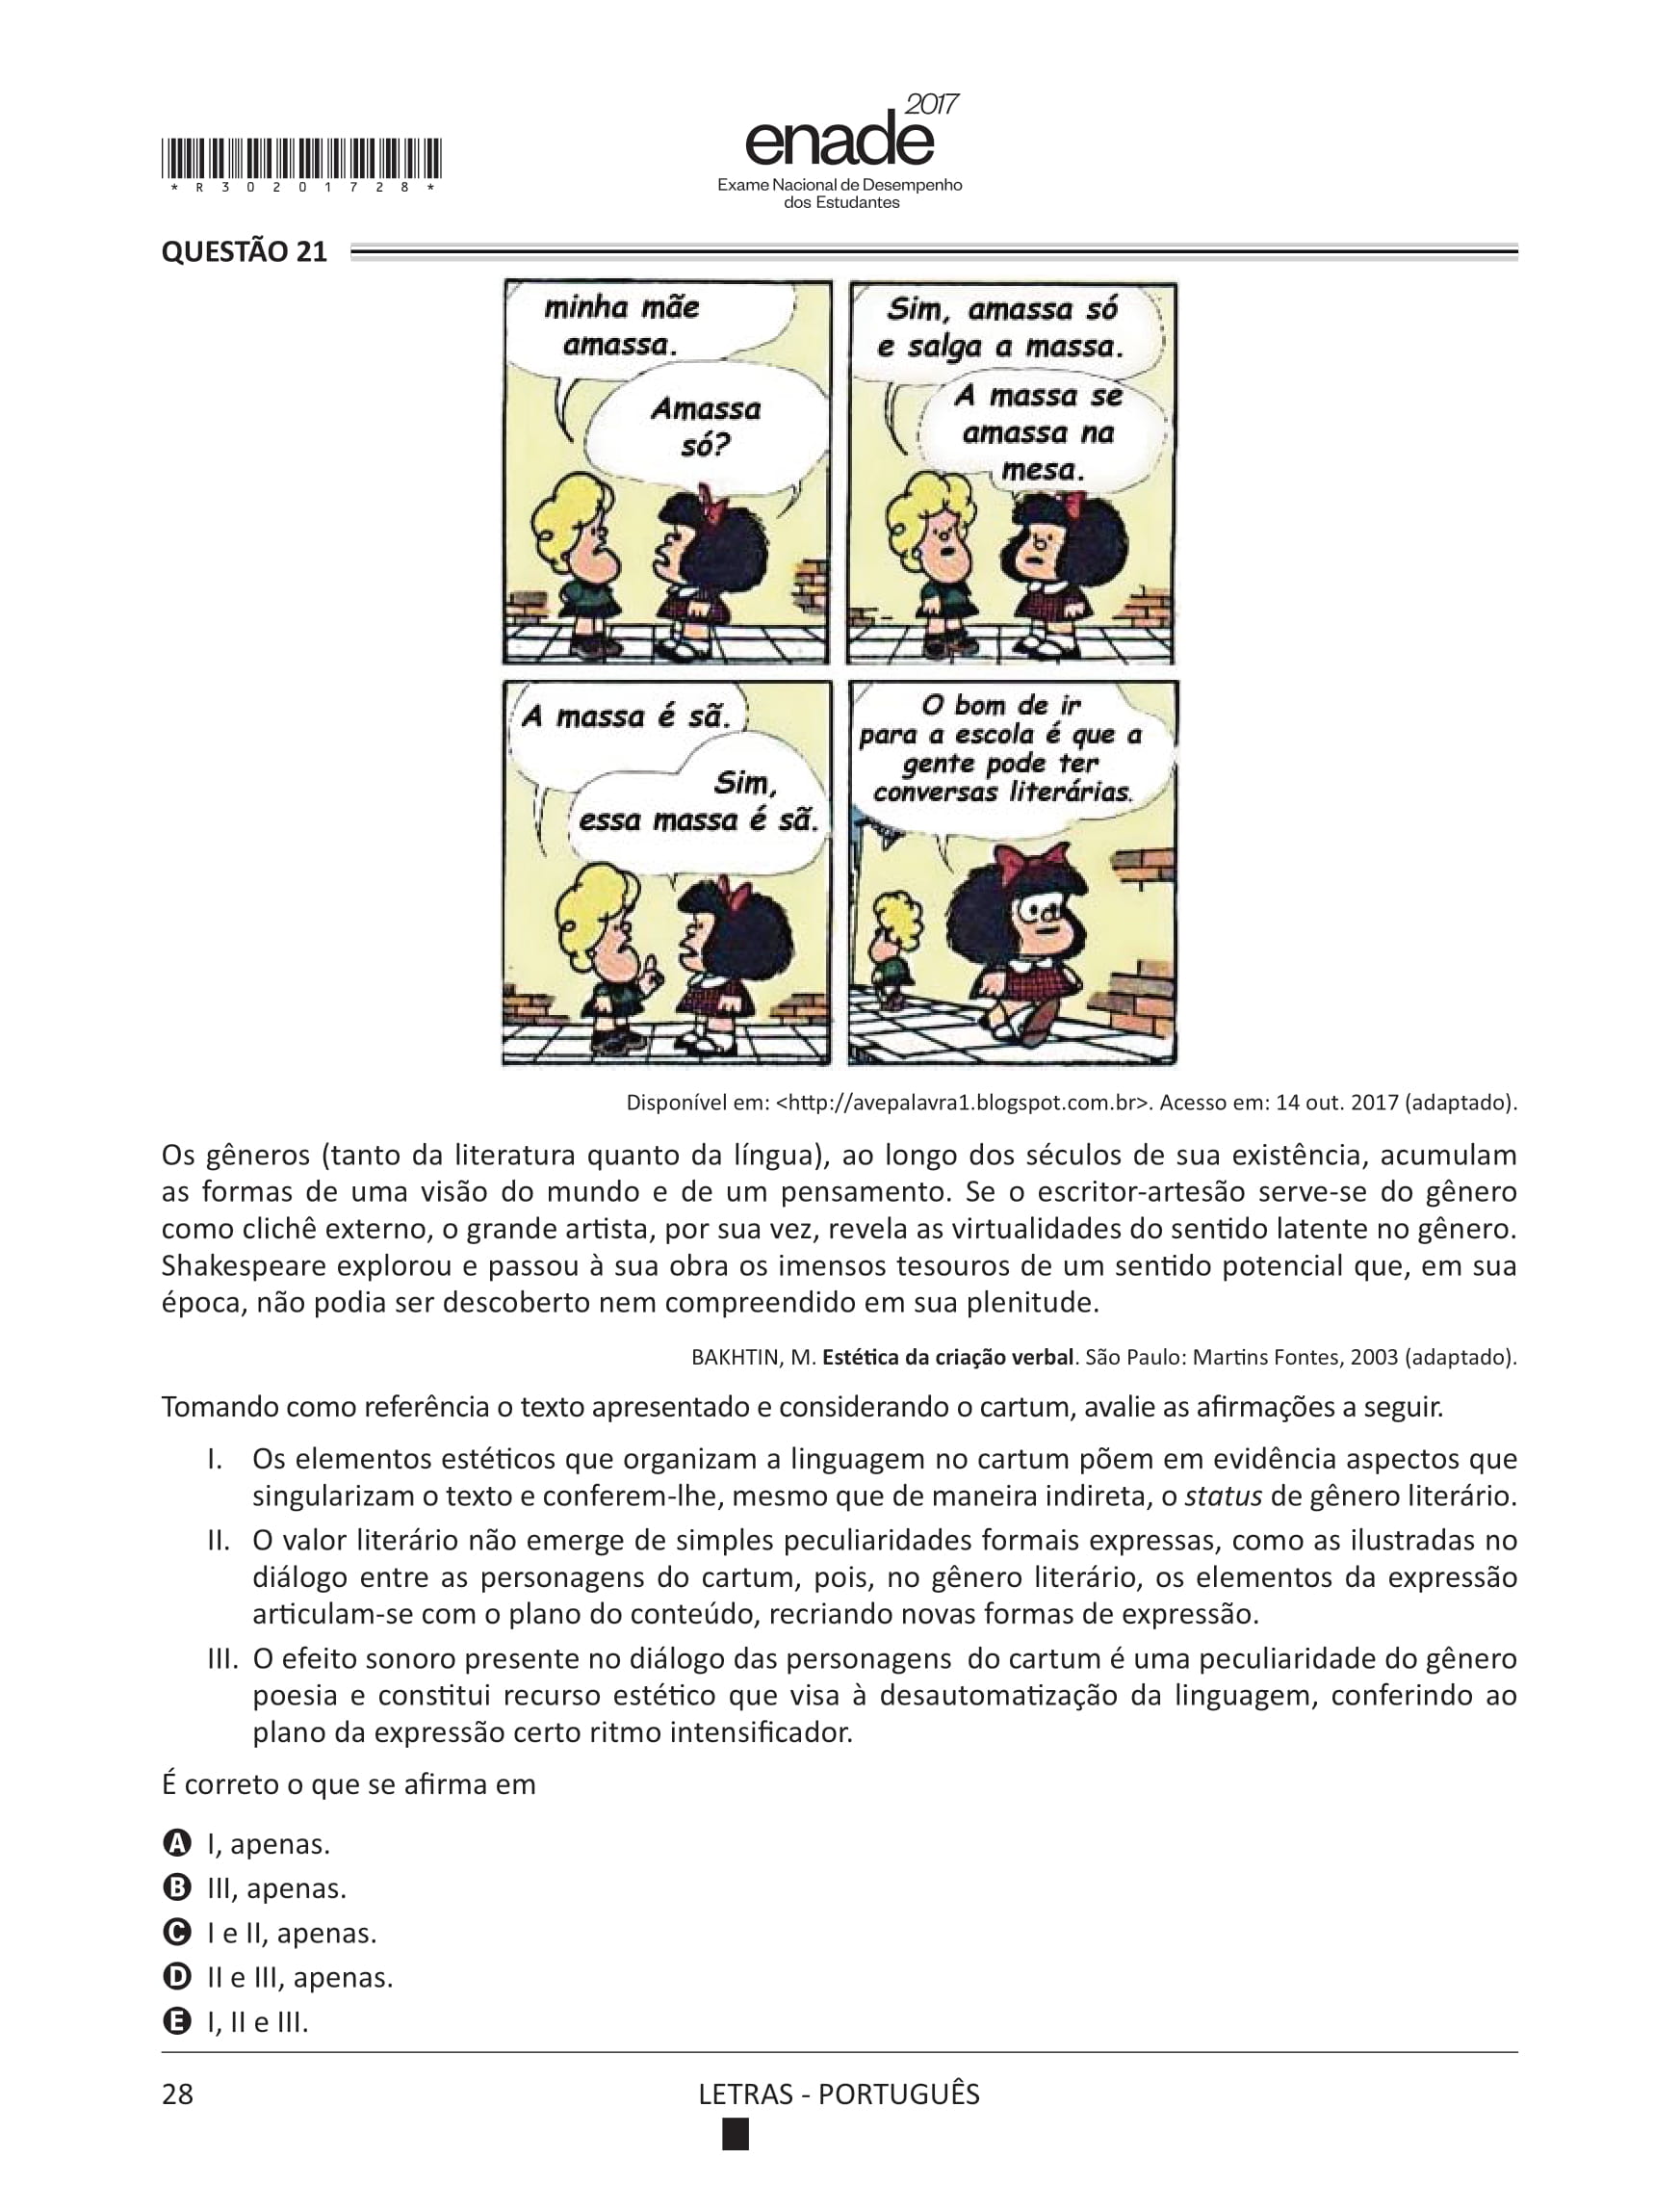 2017
enade
Exame Nacional de Desempenho
dos Estudantes
* R 3 0 2 0 1 7 2 8 *
QUESTÃO 21
minha mãe
amassa.
Amassa
só?
Sim, amassa só
e salga a massa.
A massa se
amassa na
mesa.
A massa é sã.
Sim,
essa massa é sã.
O bom de ir
para a escola é que a
gente pode ter
conversas literárias.
Disponível em: <http://avepalavra1.blogspot.com.br>. Acesso em: 14 out. 2017 (adaptado).
Os gêneros (tanto da literatura quanto da língua), ao longo dos séculos de sua existência, acumulam
as formas de uma visão do mundo e de um pensamento. Se o escritor-artesão serve-se do gênero
como clichê externo, o grande artista, por sua vez, revela as virtualidades do sentido latente no gênero.
Shakespeare explorou e passou à sua obra os imensos tesouros de um sentido potencial que, em sua
época, não podia ser descoberto nem compreendido em sua plenitude.
BAKHTIN, M. Estética da criação verbal. São Paulo: Martins Fontes, 2003 (adaptado).
Tomando como referência o texto apresentado e considerando o cartum, avalie as afirmações a seguir.
I. Os elementos estéticos que organizam a linguagem no cartum põem em evidência aspectos que
singularizam o texto e conferem-lhe, mesmo que de maneira indireta, o status de gênero literário.
II. O valor literário não emerge de simples peculiaridades formais expressas, como as ilustradas no
diálogo entre as personagens do cartum, pois, no gênero literário, os elementos da expressão
articulam-se com o plano do conteúdo, recriando novas formas de expressão.
III. O efeito sonoro presente no diálogo das personagens do cartum é uma peculiaridade do gênero
poesia e constitui recurso estético que visa à desautomatização da linguagem, conferindo ao
plano da expressão certo ritmo intensificador.
É correto o que se afirma em
A I, apenas.
B III, apenas.
C I e II, apenas.
D II e III, apenas.
E I, II e III.
28
LETRAS - PORTUGUÊS